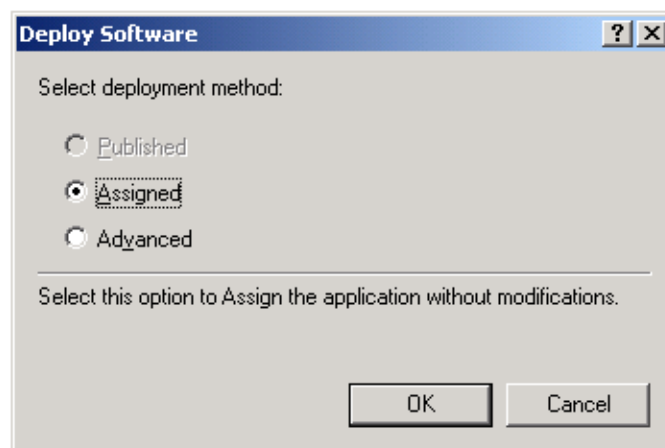 Deploy Software
Select deployment method:
Published
Assigned
Advanced
Select this option to Assign the application without modifications.
OK Cancel